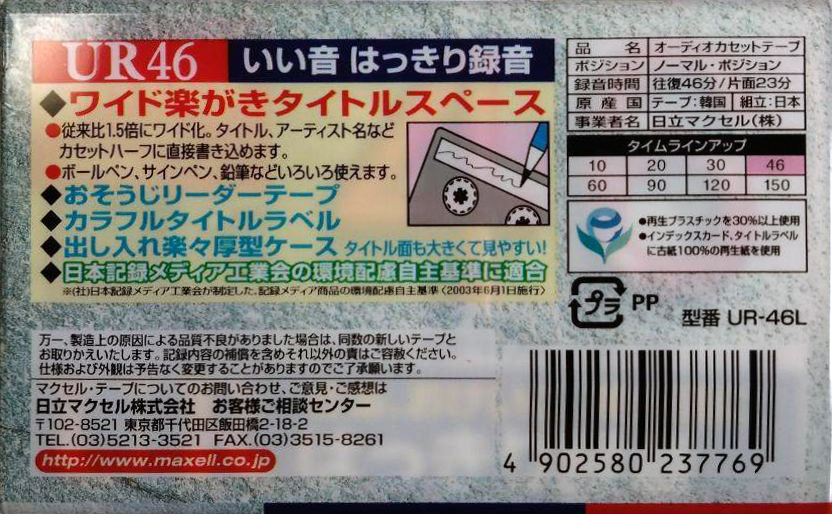 UR46 いい音 はっきり録音
◆ワイド楽がきタイトルスペース
●従来比1.5倍にワイド化。タイトル、アーティスト名など
カセットハーフに直接書き込めます。
●ボールペン、サインペン、鉛筆などいろいろ使えます。
◆おそうじリーダーテープ
◆カラフルタイトルラベル
◆出し入れ楽々厚型ケース タイトル面も大きくて見やすい!
◆日本記録メディア工業会の環境配慮自主基準に適合
※(社)日本記録メディア工業会が制定した、記録メディア商品の環境配慮自主基準〈2003年6月1日施行〉
品名 オーディオカセットテープ
ポジション ノーマル・ポジション
録音時間 往復46分/片面23分
原産国 テープ:韓国 組立:日本
事業者名 日立マクセル(株)
タイムラインアップ
10 20 30 46
60 90 120 150
●再生プラスチックを30%以上使用
●インデックスカード、タイトルラベル
に古紙100%の再生紙を使用
プラ PP
型番 UR-46L
万一、製造上の原因による品質不良がありました場合は、同数の新しいテープと
お取りかえいたします。記録内容の補償を含めそれ以外の責はご容赦ください。
仕様および外観は予告なく変更することがありますのでご了承願います。
マクセル・テープについてのお問い合わせ、ご意見・ご感想は
日立マクセル株式会社 お客様ご相談センター
〒102-8521 東京都千代田区飯田橋2-18-2
TEL.(03)5213-3521 FAX.(03)3515-8261
http://www.maxell.co.jp
4 902580 237769